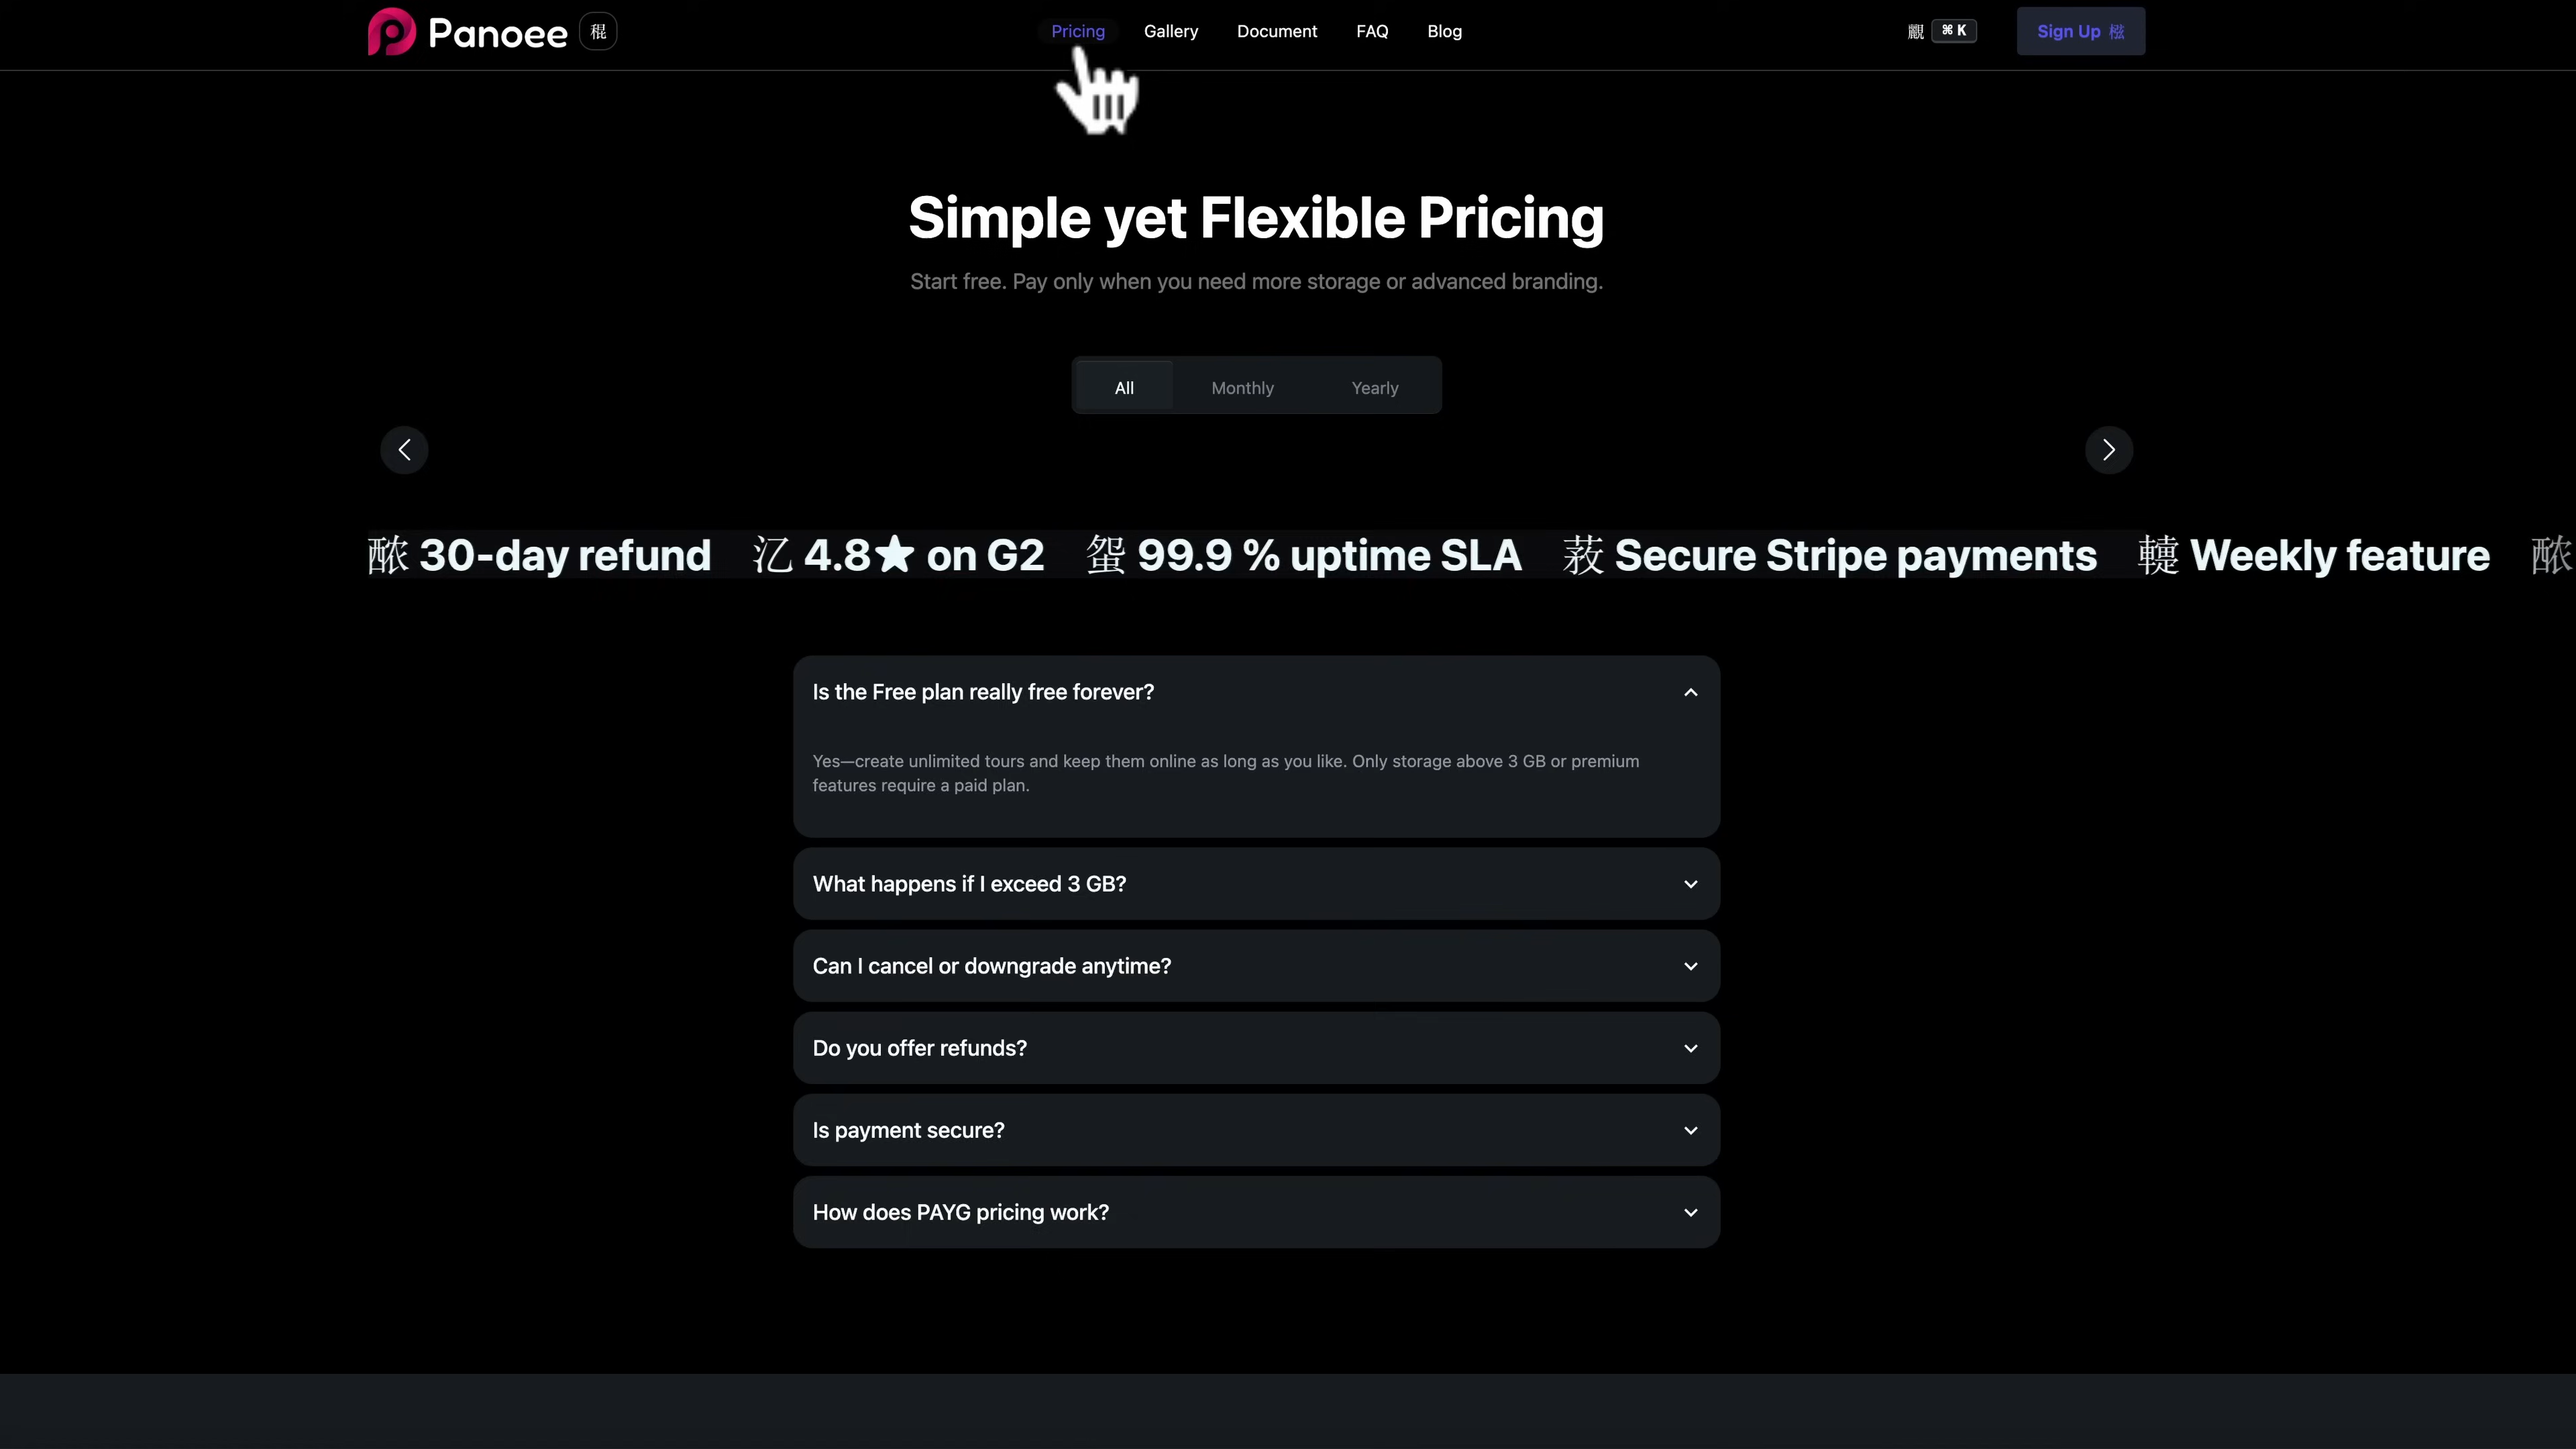 Panoee 稛
Pricing Gallery Document FAQ Blog
⌘ K
Sign Up
Simple yet Flexible Pricing
Start free. Pay only when you need more storage or advanced branding.
All Monthly Yearly
30-day refund 4.8★ on G2 99.9 % uptime SLA Secure Stripe payments Weekly feature
Is the Free plan really free forever?
Yes—create unlimited tours and keep them online as long as you like. Only storage above 3 GB or premium
features require a paid plan.
What happens if I exceed 3 GB?
Can I cancel or downgrade anytime?
Do you offer refunds?
Is payment secure?
How does PAYG pricing work?